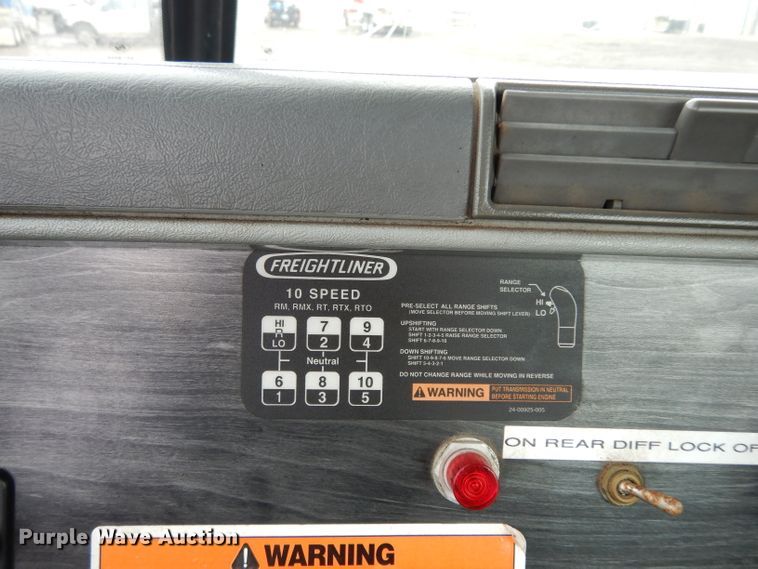 FREIGHTLINER
10 SPEED
RM, RMX, RT, RTX, RTO
HI 7 9
R
LO 2 4
Neutral
6 8 10
1 3 5
RANGE
SELECTOR
HI
LO
PRE-SELECT ALL RANGE SHIFTS
(MOVE SELECTOR BEFORE MOVING SHIFT LEVER)
UPSHIFTING
START WITH RANGE SELECTOR DOWN
SHIFT 1-2-3-4-5 RAISE RANGE SELECTOR
SHIFT 6-7-8-9-10
DOWN SHIFTING
SHIFT 10-9-8-7-6 MOVE RANGE SELECTOR DOWN
SHIFT 5-4-3-2-1
DO NOT CHANGE RANGE WHILE MOVING IN REVERSE
WARNING
PUT TRANSMISSION IN NEUTRAL
BEFORE STARTING ENGINE
24-00925-005
ON REAR DIFF LOCK OF
WARNING
Purple Wave Auction